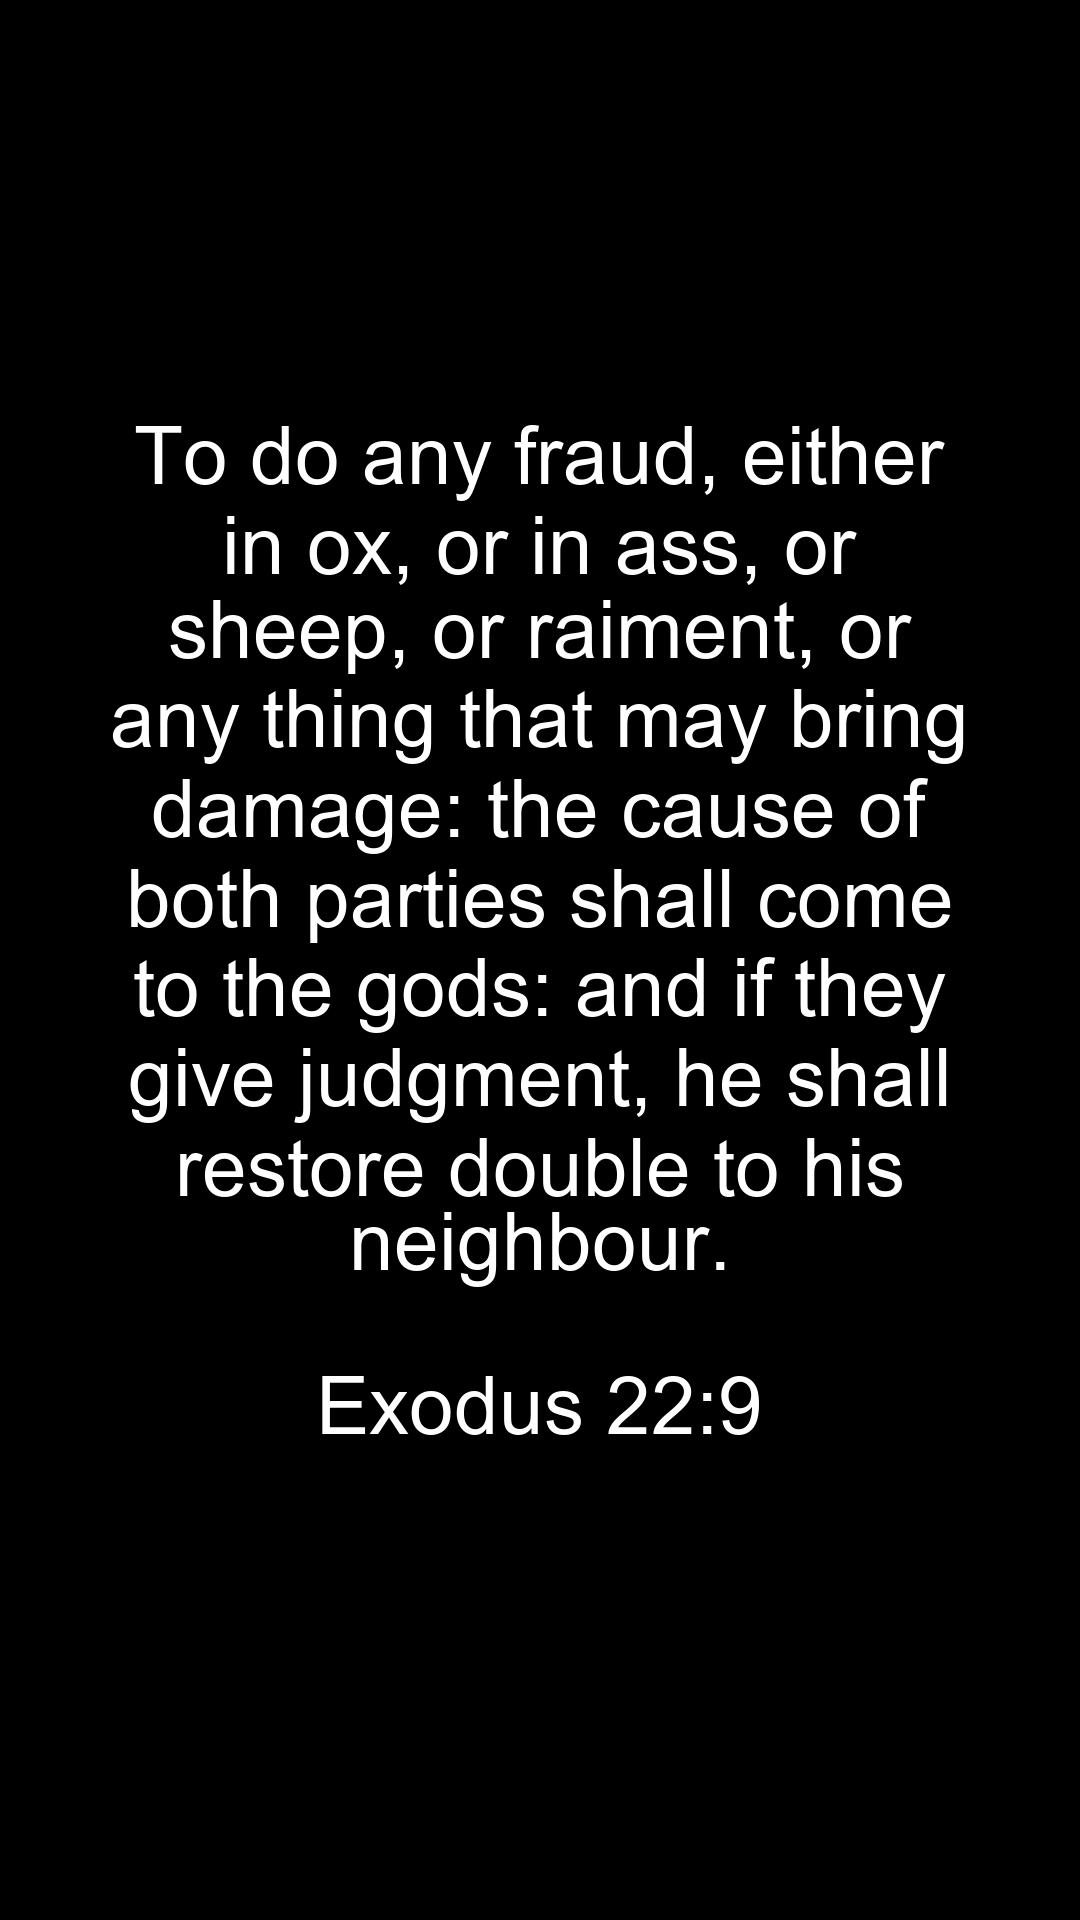 To do any fraud, either
in ox, or in ass, or
sheep, or raiment, or
any thing that may bring
damage: the cause of
both parties shall come
to the gods: and if they
give judgment, he shall
restore double to his
neighbour.
Exodus 22:9